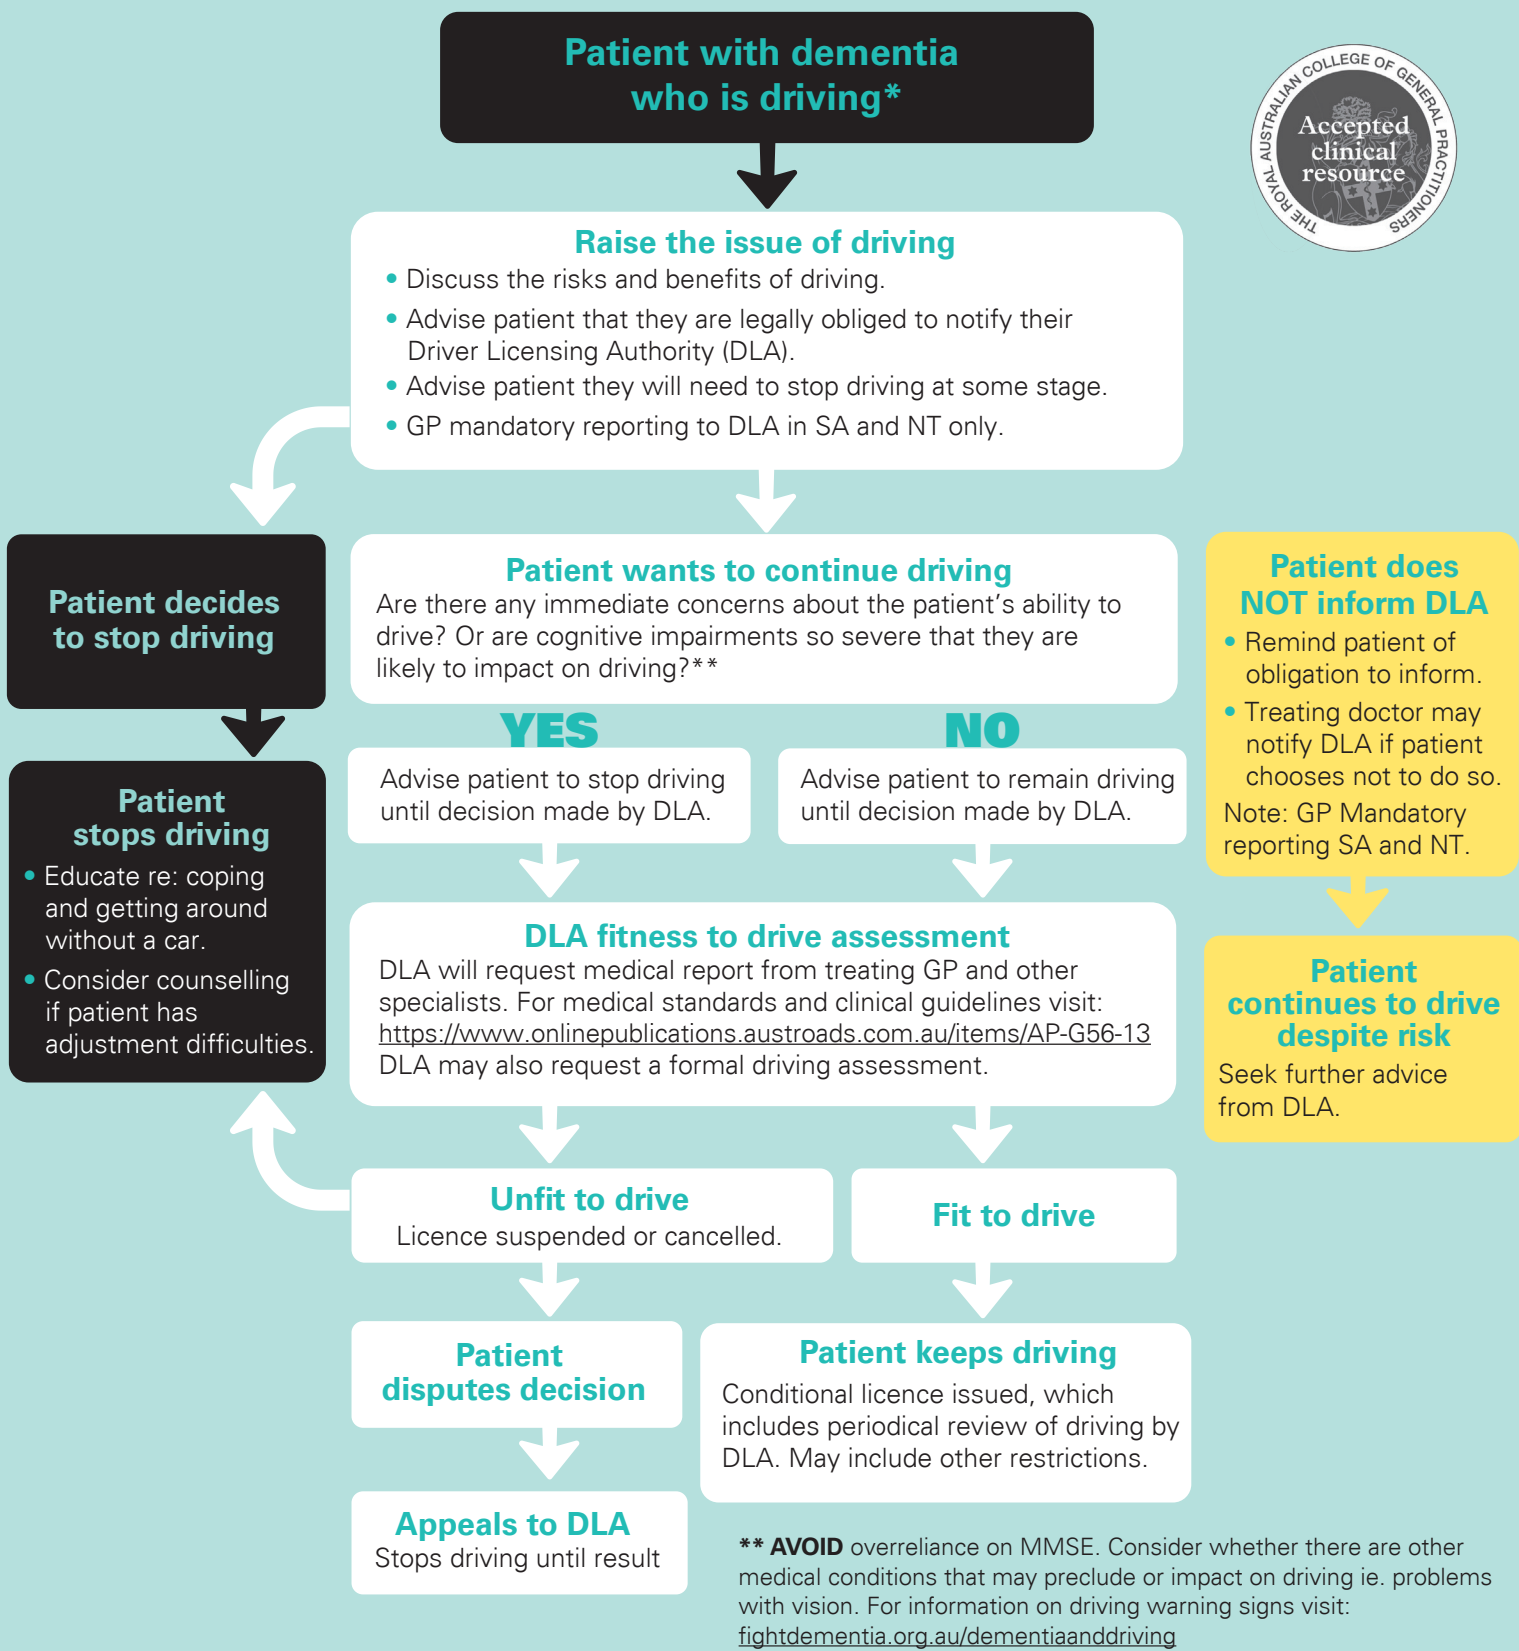 Patient with dementia
who is driving*
THE ROYAL AUSTRALIAN COLLEGE OF GENERAL PRACTITIONERS
Accepted
clinical
resource
Raise the issue of driving
• Discuss the risks and benefits of driving.
• Advise patient that they are legally obliged to notify their
Driver Licensing Authority (DLA).
• Advise patient they will need to stop driving at some stage.
• GP mandatory reporting to DLA in SA and NT only.
Patient decides
to stop driving
Patient
stops driving
• Educate re: coping
and getting around
without a car.
• Consider counselling
if patient has
adjustment difficulties.
Patient wants to continue driving
Are there any immediate concerns about the patient's ability to
drive? Or are cognitive impairments so severe that they are
likely to impact on driving?**
YES
Advise patient to stop driving
until decision made by DLA.
NO
Advise patient to remain driving
until decision made by DLA.
DLA fitness to drive assessment
DLA will request medical report from treating GP and other
specialists. For medical standards and clinical guidelines visit:
https://www.onlinepublications.austroads.com.au/items/AP-G56-13
DLA may also request a formal driving assessment.
Unfit to drive
Licence suspended or cancelled.
Fit to drive
Patient
disputes decision
Patient keeps driving
Conditional licence issued, which
includes periodical review of driving by
DLA. May include other restrictions.
Appeals to DLA
Stops driving until result
Patient does
NOT inform DLA
• Remind patient of
obligation to inform.
• Treating doctor may
notify DLA if patient
chooses not to do so.
Note: GP Mandatory
reporting SA and NT.
Patient
continues to drive
despite risk
Seek further advice
from DLA.
** AVOID overreliance on MMSE. Consider whether there are other
medical conditions that may preclude or impact on driving ie. problems
with vision. For information on driving warning signs visit:
fightdementia.org.au/dementiaanddriving